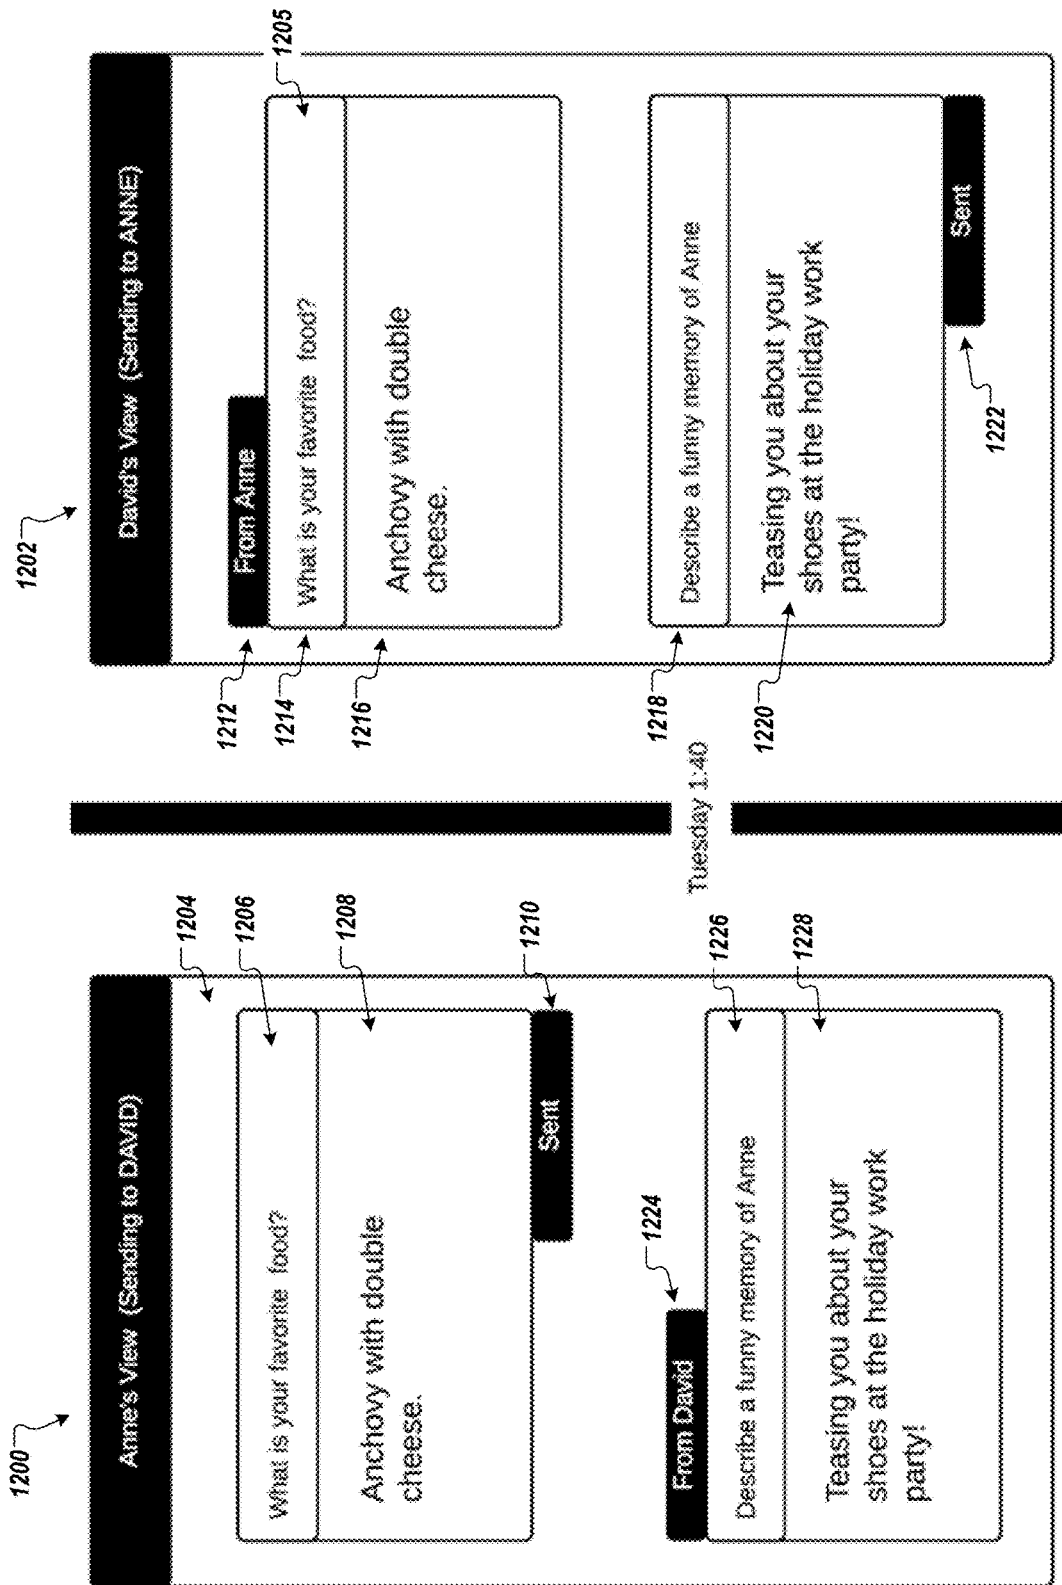 1200
Anne's View (Sending to DAVID)
1204
What is your favorite food?
1206
Anchovy with double
cheese.
1208
Sent
1210
From David
1224
Describe a funny memory of Anne
1226
Teasing you about your
shoes at the holiday work
party!
1228
Tuesday 1:40
1202
David's View (Sending to ANNE)
From Anne
1212
What is your favorite food?
1205
1214
Anchovy with double
cheese.
1216
Describe a funny memory of Anne
1218
Teasing you about your
shoes at the holiday work
party!
1220
Sent
1222